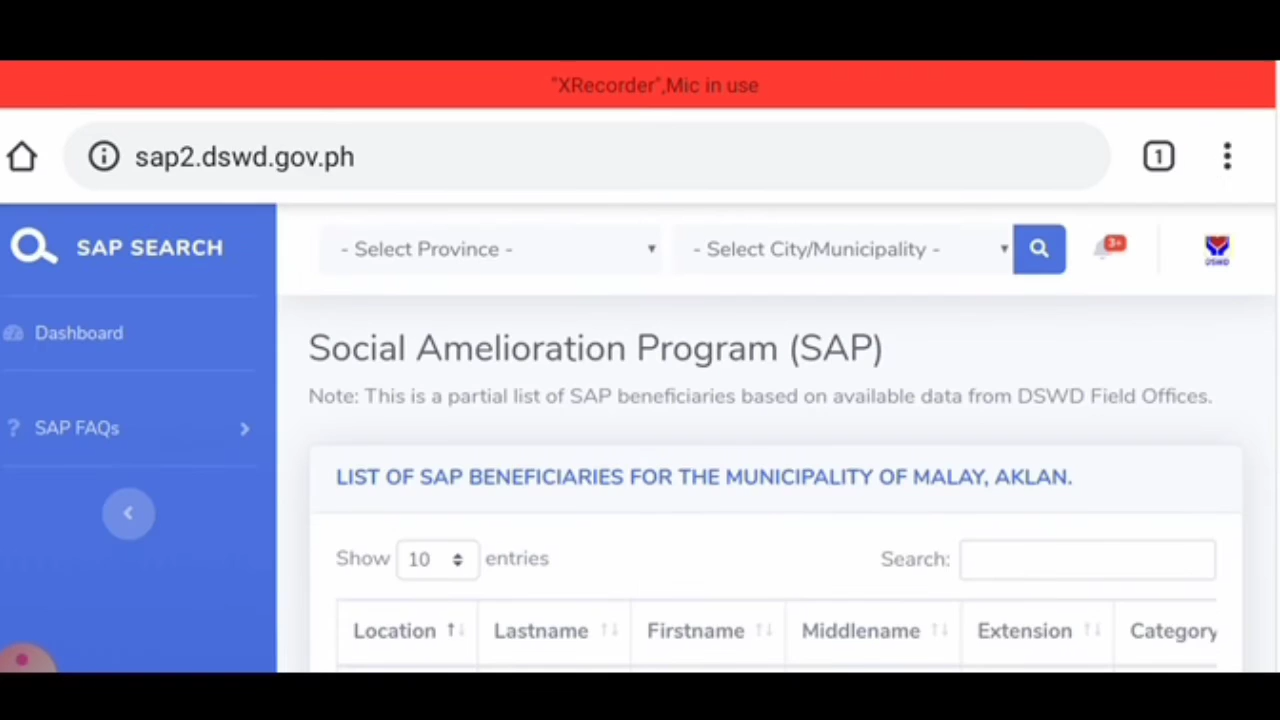 "XRecorder",Mic in use
sap2.dswd.gov.ph
1
SAP SEARCH
- Select Province -
- Select City/Municipality -
3+
DSWD
Dashboard
Social Amelioration Program (SAP)
Note: This is a partial list of SAP beneficiaries based on available data from DSWD Field Offices.
? SAP FAQs
LIST OF SAP BENEFICIARIES FOR THE MUNICIPALITY OF MALAY, AKLAN.
Show 10 entries
Search:
Location Lastname Firstname Middlename Extension Category